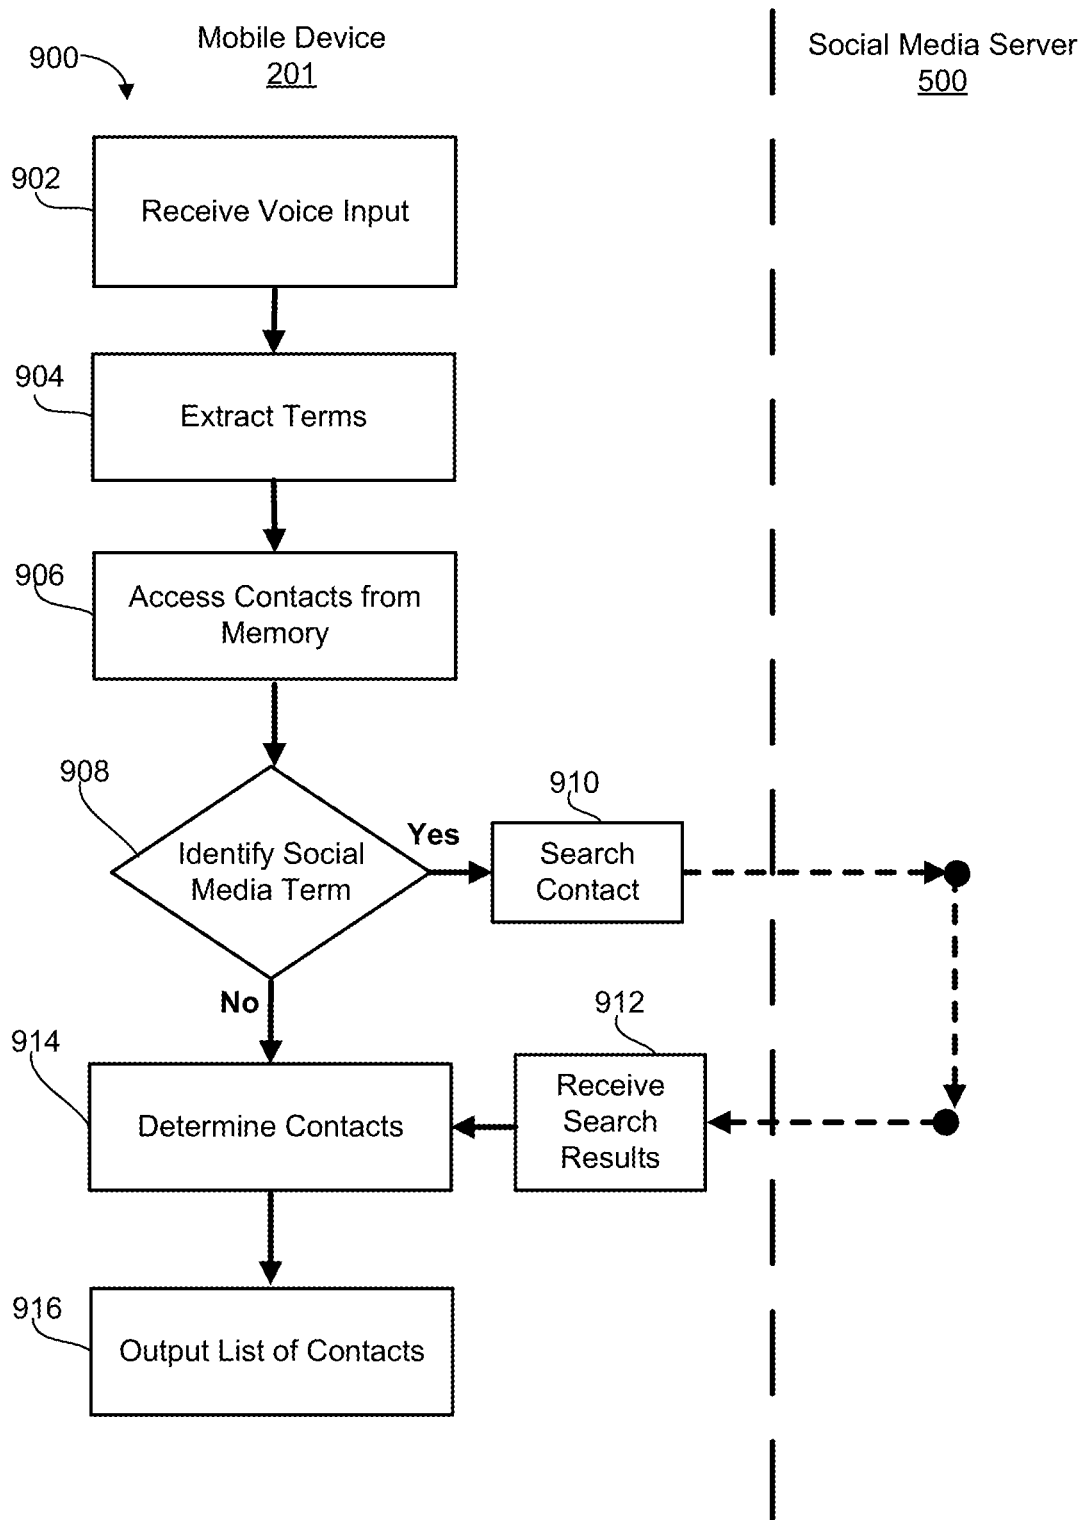 Mobile Device
201
Social Media Server
500
900
902
Receive Voice Input
904
Extract Terms
906
Access Contacts from
Memory
908
Identify Social
Media Term
Yes
910
Search
Contact
No
912
Receive
Search
Results
914
Determine Contacts
916
Output List of Contacts